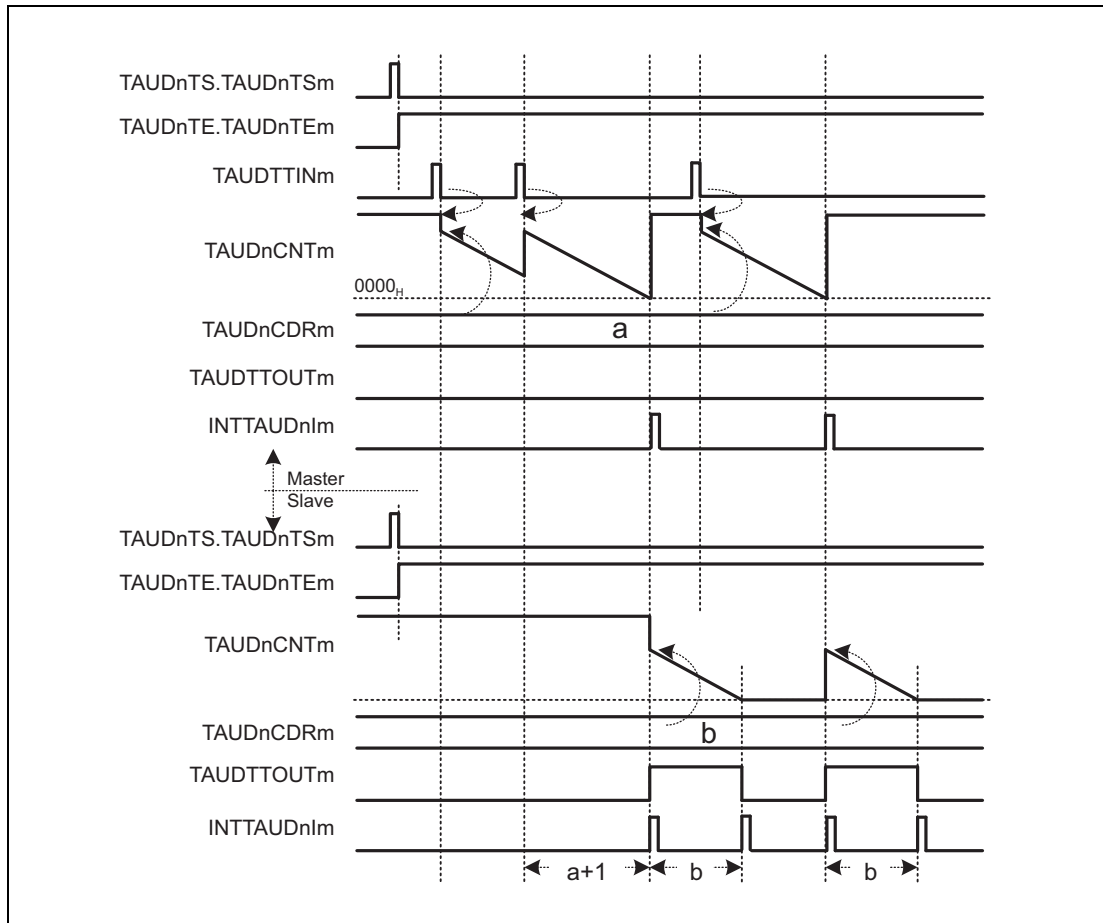 TAUDnTS.TAUDnTSm
TAUDnTE.TAUDnTEm
TAUDTTINm
TAUDnCNTm
0000H
TAUDnCDRm
a
TAUDTTOUTm
INTTAUDnIm
Master
Slave
TAUDnTS.TAUDnTSm
TAUDnTE.TAUDnTEm
TAUDnCNTm
TAUDnCDRm
b
TAUDTTOUTm
INTTAUDnIm
a+1 b b